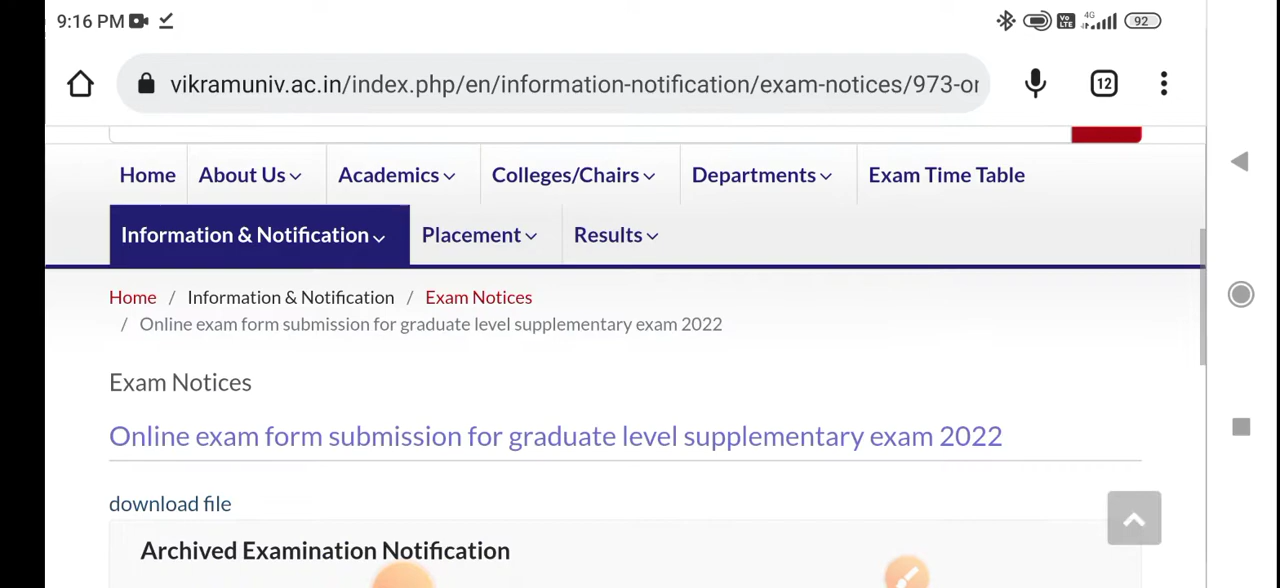 9:16 PM
Vo LTE 4G 92
vikramuniv.ac.in/index.php/en/information-notification/exam-notices/973-or
12
Home About Us Academics Colleges/Chairs Departments Exam Time Table
Information & Notification Placement Results
Home / Information & Notification / Exam Notices
/ Online exam form submission for graduate level supplementary exam 2022
Exam Notices
Online exam form submission for graduate level supplementary exam 2022
download file
Archived Examination Notification